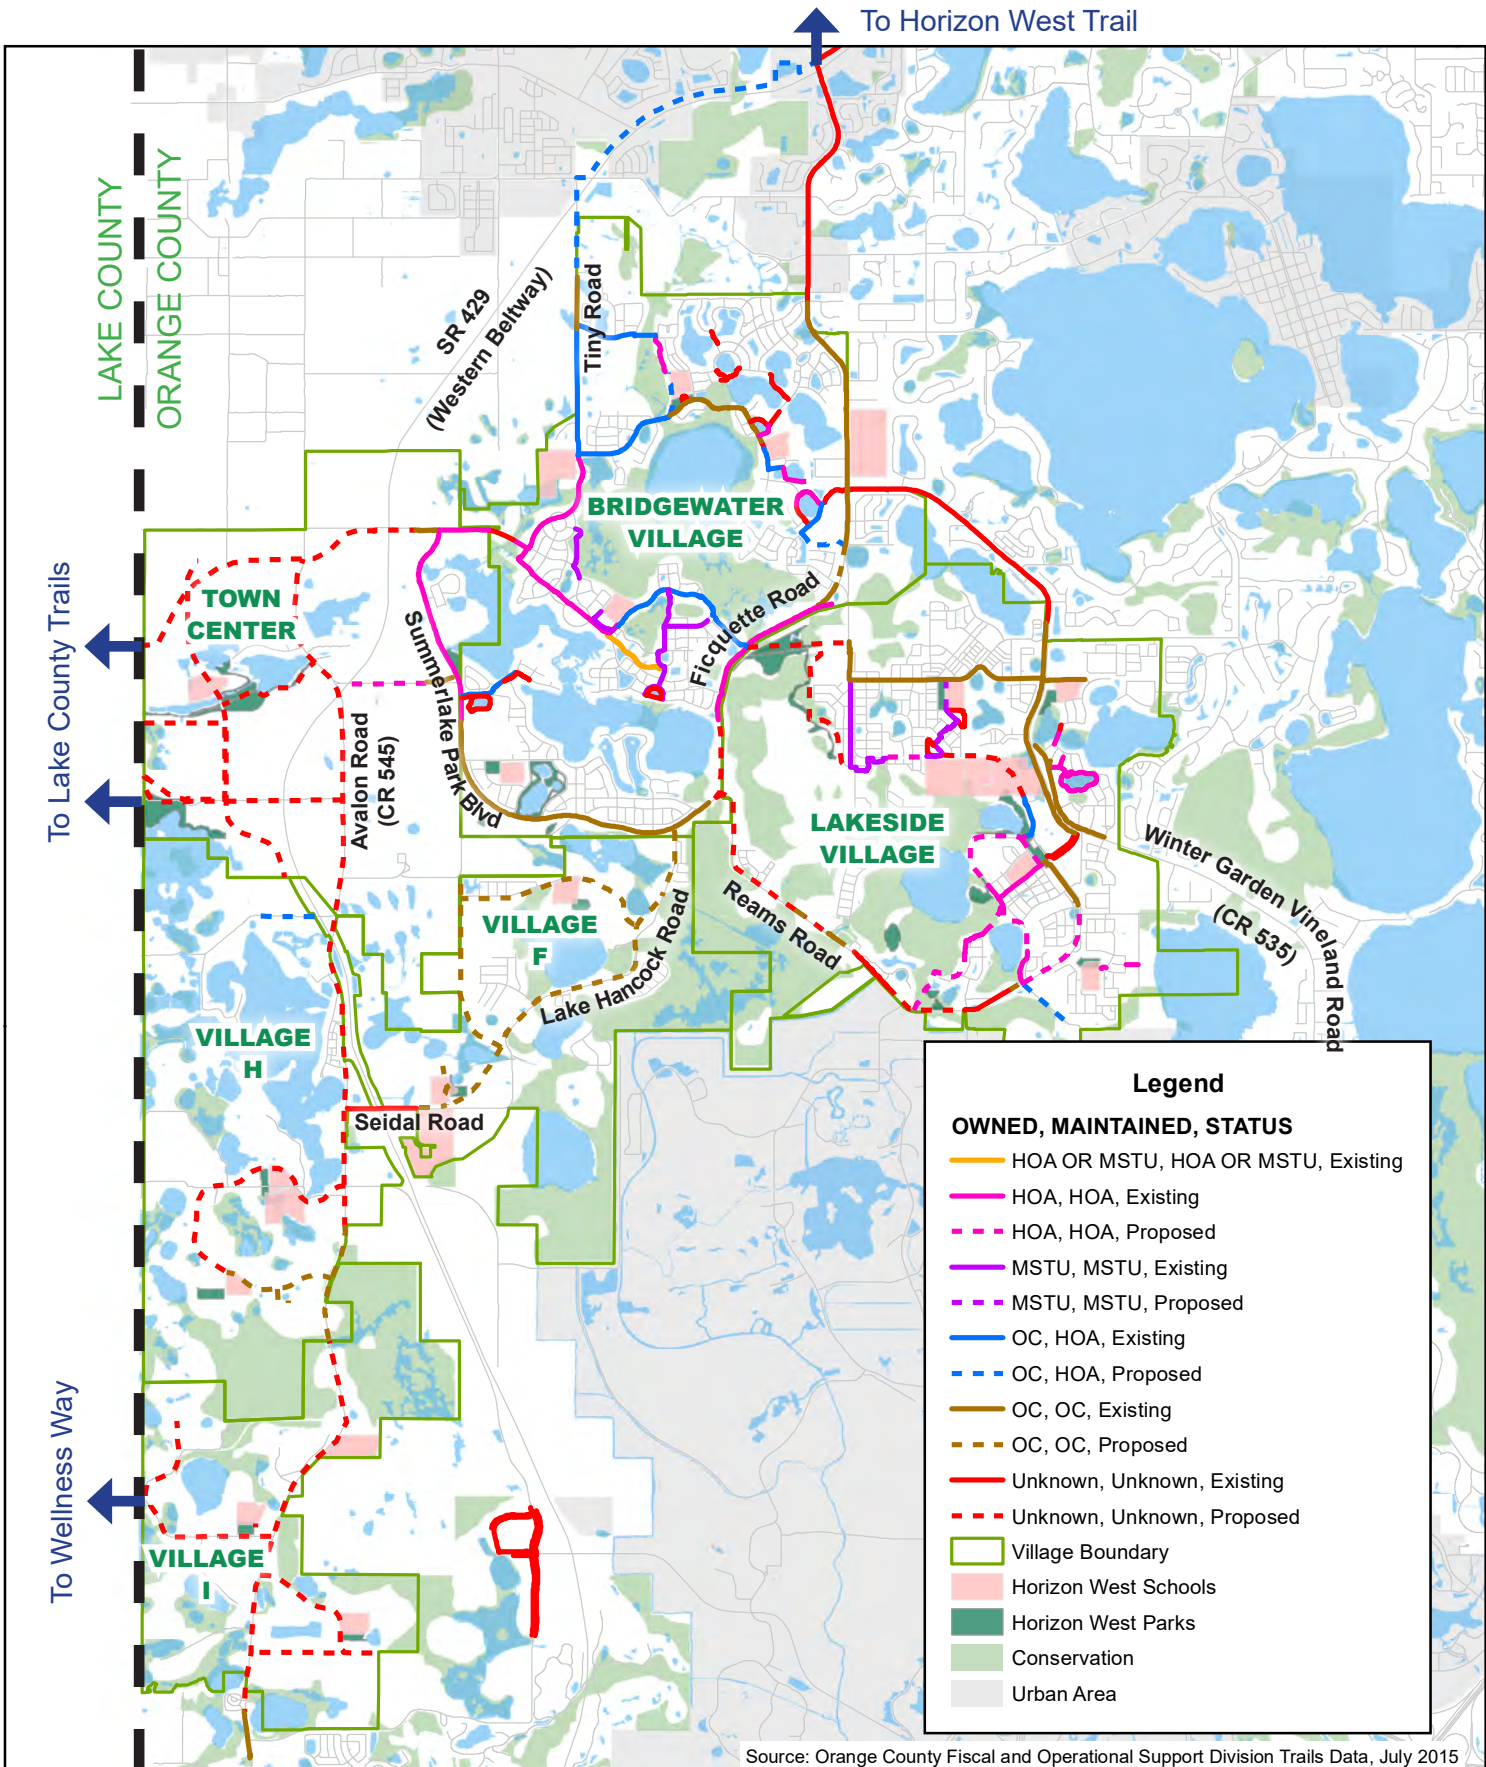 To Horizon West Trail
LAKE COUNTY
ORANGE COUNTY
SR 429
(Western Beltway)
Tiny Road
BRIDGEWATER
VILLAGE
To Lake County Trails
TOWN
CENTER
Summerlake Park Blvd
Ficquette Road
Avalon Road
(CR 545)
LAKESIDE
VILLAGE
Winter Garden Vineland Road
(CR 535)
Reams Road
VILLAGE
F
Lake Hancock Road
VILLAGE
H
Seidal Road
To Wellness Way
VILLAGE
I
Legend
OWNED, MAINTAINED, STATUS
HOA OR MSTU, HOA OR MSTU, Existing
HOA, HOA, Existing
HOA, HOA, Proposed
MSTU, MSTU, Existing
MSTU, MSTU, Proposed
OC, HOA, Existing
OC, HOA, Proposed
OC, OC, Existing
OC, OC, Proposed
Unknown, Unknown, Existing
Unknown, Unknown, Proposed
Village Boundary
Horizon West Schools
Horizon West Parks
Conservation
Urban Area
Source: Orange County Fiscal and Operational Support Division Trails Data, July 2015